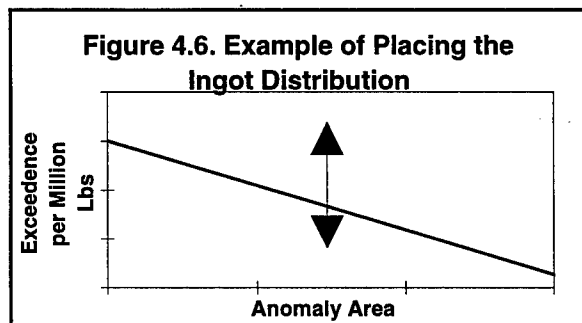 Figure 4.6. Example of Placing the
Ingot Distribution
Exceedence
per Million
Lbs
Anomaly Area